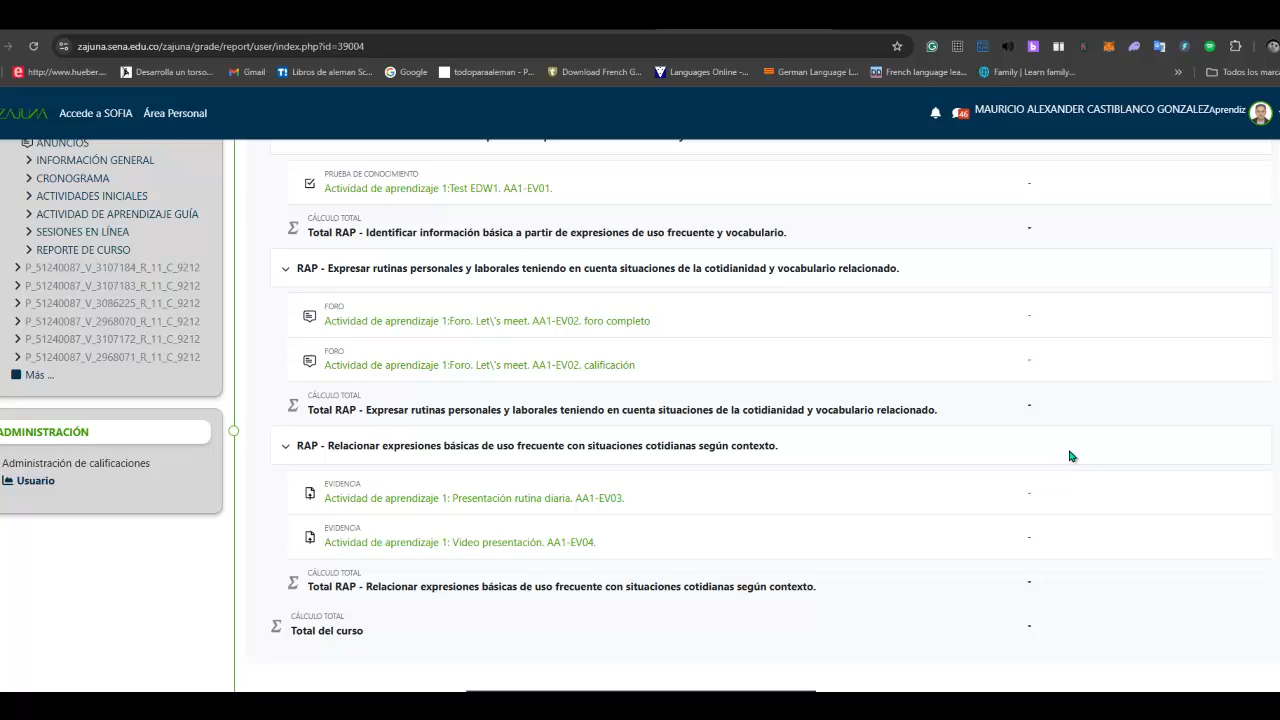 zajuna.sena.edu.co/zajuna/grade/report/user/index.php?id=39004
http://www.hueber....
Desarrolla un torso...
Gmail
Libros de aleman Sc...
Google
todoparaaleman - P...
Download French G...
Languages Online -...
German Language L...
French language lea...
Family | Learn family...
»
Todos los marc
ZAJUNA
Accede a SOFIA
Área Personal
46
MAURICIO ALEXANDER CASTIBLANCO GONZALEZAprendiz
ANUNCIOS
INFORMACIÓN GENERAL
CRONOGRAMA
ACTIVIDADES INICIALES
ACTIVIDAD DE APRENDIZAJE GUÍA
SESIONES EN LÍNEA
REPORTE DE CURSO
P_51240087_V_3107184_R_11_C_9212
P_51240087_V_3107183_R_11_C_9212
P_51240087_V_3086225_R_11_C_9212
P_51240087_V_2968070_R_11_C_9212
P_51240087_V_3107172_R_11_C_9212
P_51240087_V_2968071_R_11_C_9212
Más ...
ADMINISTRACIÓN
Administración de calificaciones
Usuario
PRUEBA DE CONOCIMIENTO
Actividad de aprendizaje 1:Test EDW1. AA1-EV01.
-
CÁLCULO TOTAL
Total RAP - Identificar información básica a partir de expresiones de uso frecuente y vocabulario.
-
RAP - Expresar rutinas personales y laborales teniendo en cuenta situaciones de la cotidianidad y vocabulario relacionado.
FORO
Actividad de aprendizaje 1:Foro. Let\'s meet. AA1-EV02. foro completo
-
FORO
Actividad de aprendizaje 1:Foro. Let\'s meet. AA1-EV02. calificación
-
CÁLCULO TOTAL
Total RAP - Expresar rutinas personales y laborales teniendo en cuenta situaciones de la cotidianidad y vocabulario relacionado.
-
RAP - Relacionar expresiones básicas de uso frecuente con situaciones cotidianas según contexto.
EVIDENCIA
Actividad de aprendizaje 1: Presentación rutina diaria. AA1-EV03.
-
EVIDENCIA
Actividad de aprendizaje 1: Video presentación. AA1-EV04.
-
CÁLCULO TOTAL
Total RAP - Relacionar expresiones básicas de uso frecuente con situaciones cotidianas según contexto.
-
CÁLCULO TOTAL
Total del curso
-